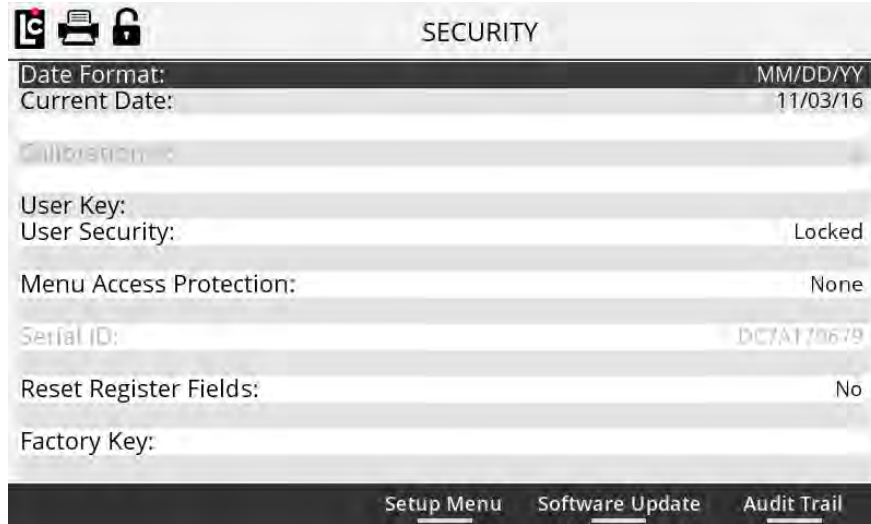 LC
SECURITY
Date Format: MM/DD/YY
Current Date: 11/03/16
User Key:
User Security: Locked
Menu Access Protection: None
Serial ID:
Reset Register Fields: No
Factory Key:
Setup Menu Software Update Audit Trail